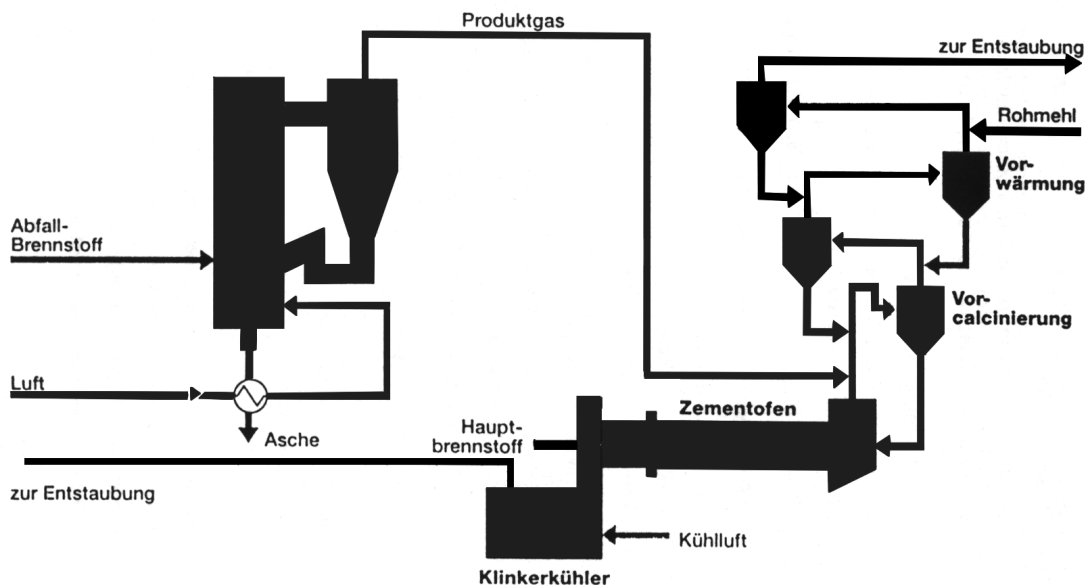 Produktgas
zur Entstaubung
Rohmehl
Vor-
wärmung
Abfall-
Brennstoff
Vor-
calcinierung
Luft
Asche
Haupt-
brennstoff
Zementofen
zur Entstaubung
Kühlluft
Klinkerkühler